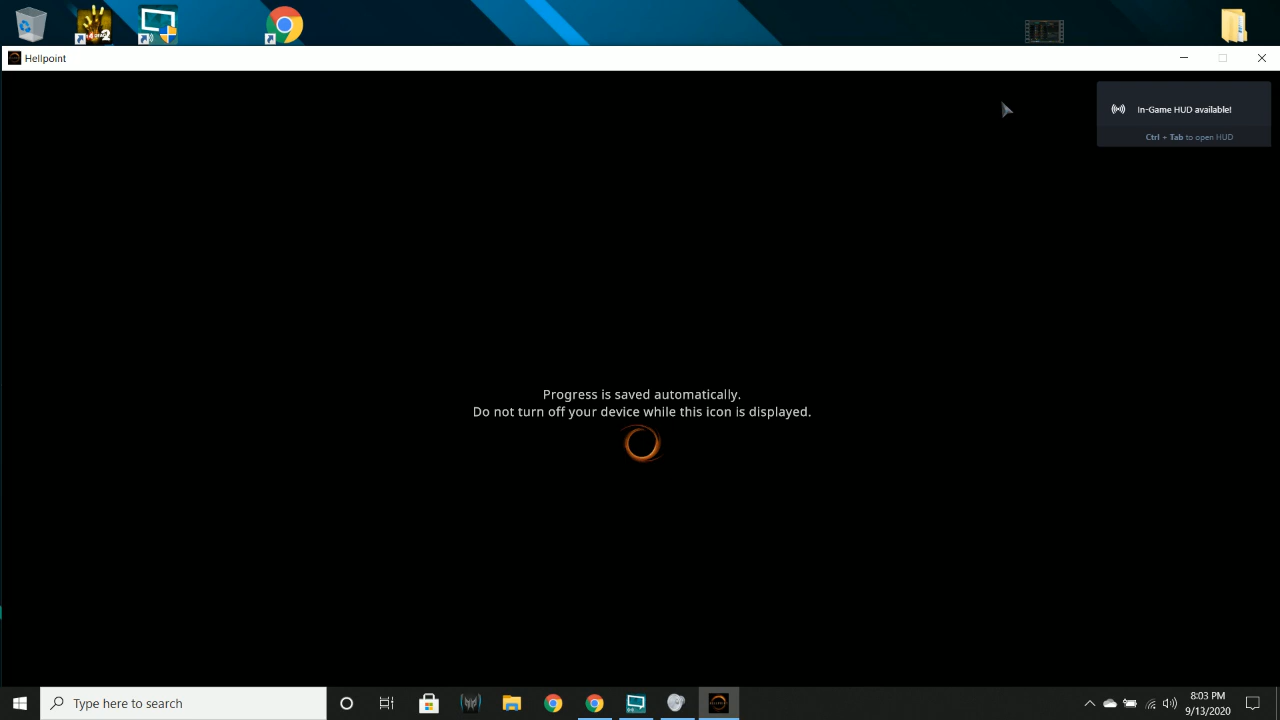 Hellpoint
In-Game HUD available!
Ctrl + Tab to open HUD
Progress is saved automatically.
Do not turn off your device while this icon is displayed.
Type here to search
8:03 PM
9/13/2020